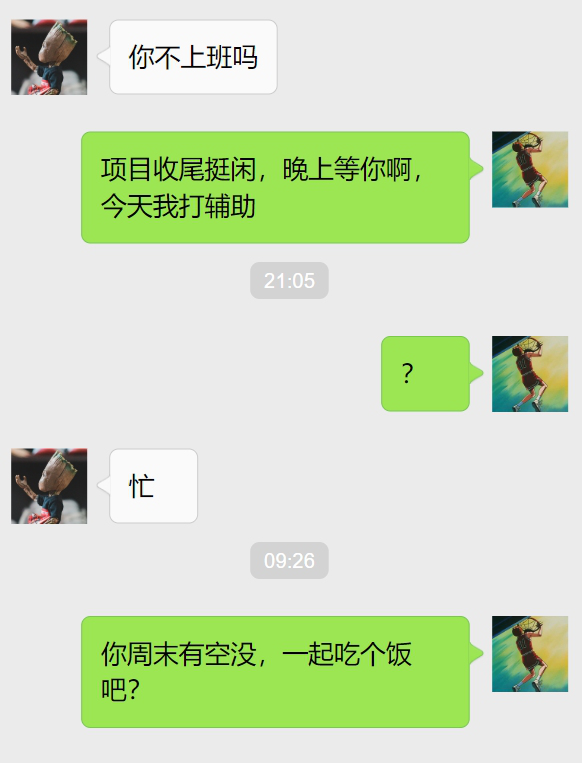 你不上班吗
项目收尾挺闲，晚上等你啊，
今天我打辅助
21:05
？
忙
09:26
你周末有空没，一起吃个饭
吧？